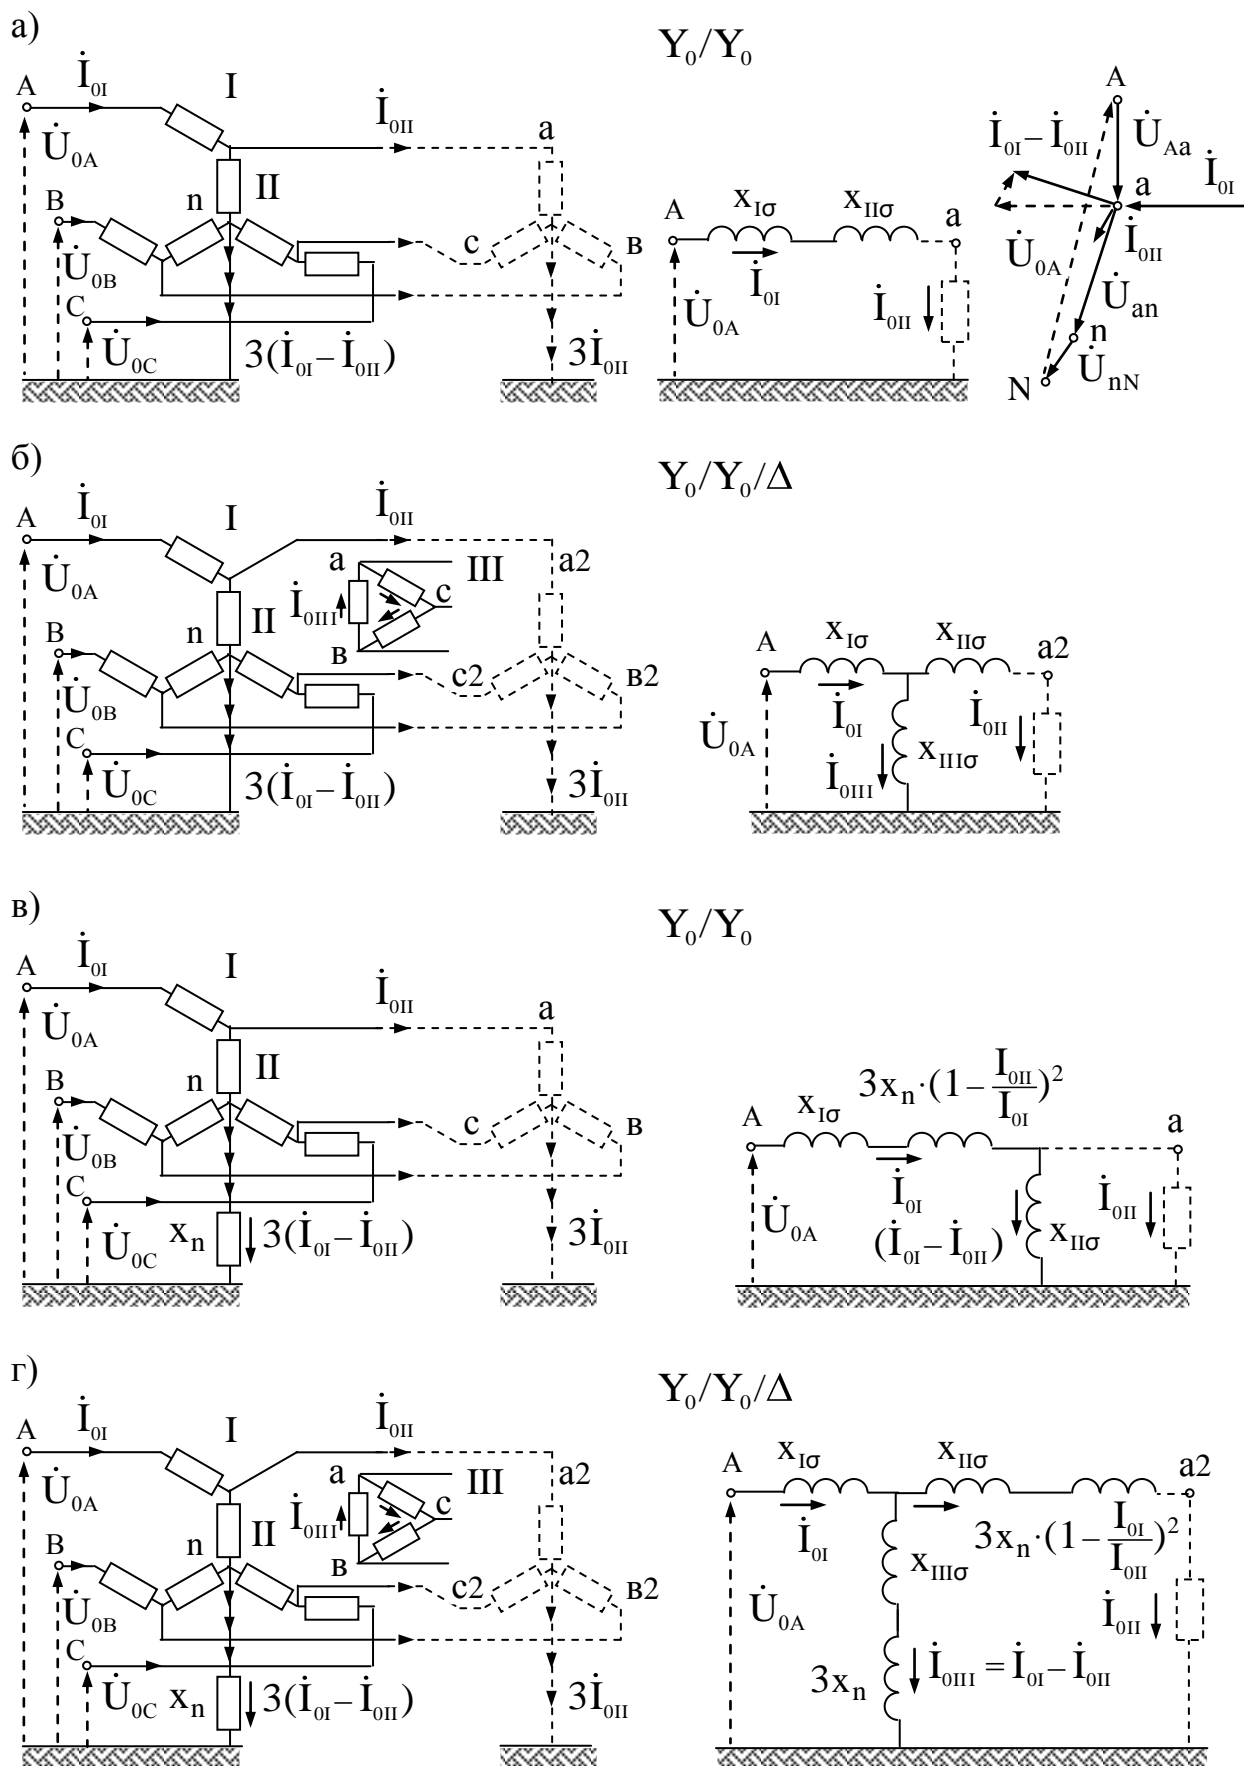 а)
Y₀/Y₀
A İ₀I I İ₀II a
U̇₀A
B n II c в
U̇₀B
C
U̇₀C 3(İ₀I − İ₀II) 3İ₀II
A xIσ xIIσ a
U̇₀A İ₀I İ₀II
A
İ₀I − İ₀II U̇Aa
a İ₀I
U̇₀A İ₀II
U̇an
n
N U̇nN
б)
Y₀/Y₀/Δ
A İ₀I I İ₀II a2
U̇₀A
a III
İ₀III c
в
B n II c2 в2
U̇₀B
C
U̇₀C 3(İ₀I − İ₀II) 3İ₀II
A xIσ xIIσ a2
U̇₀A İ₀I İ₀II
İ₀III xIIIσ
в)
Y₀/Y₀
A İ₀I I İ₀II a
U̇₀A
B n II c в
U̇₀B
C
U̇₀C xn 3(İ₀I − İ₀II) 3İ₀II
A xIσ 3xn·(1 − I₀II/I₀I)² a
U̇₀A İ₀I İ₀II
(İ₀I − İ₀II) xIIσ
г)
Y₀/Y₀/Δ
A İ₀I I İ₀II a2
U̇₀A
a III
İ₀III c
в
B n II c2 в2
U̇₀B
C
U̇₀C xn 3(İ₀I − İ₀II) 3İ₀II
A xIσ xIIσ a2
İ₀I 3xn·(1 − I₀I/I₀II)²
xIIIσ
U̇₀A İ₀II
3xn İ₀III = İ₀I − İ₀II